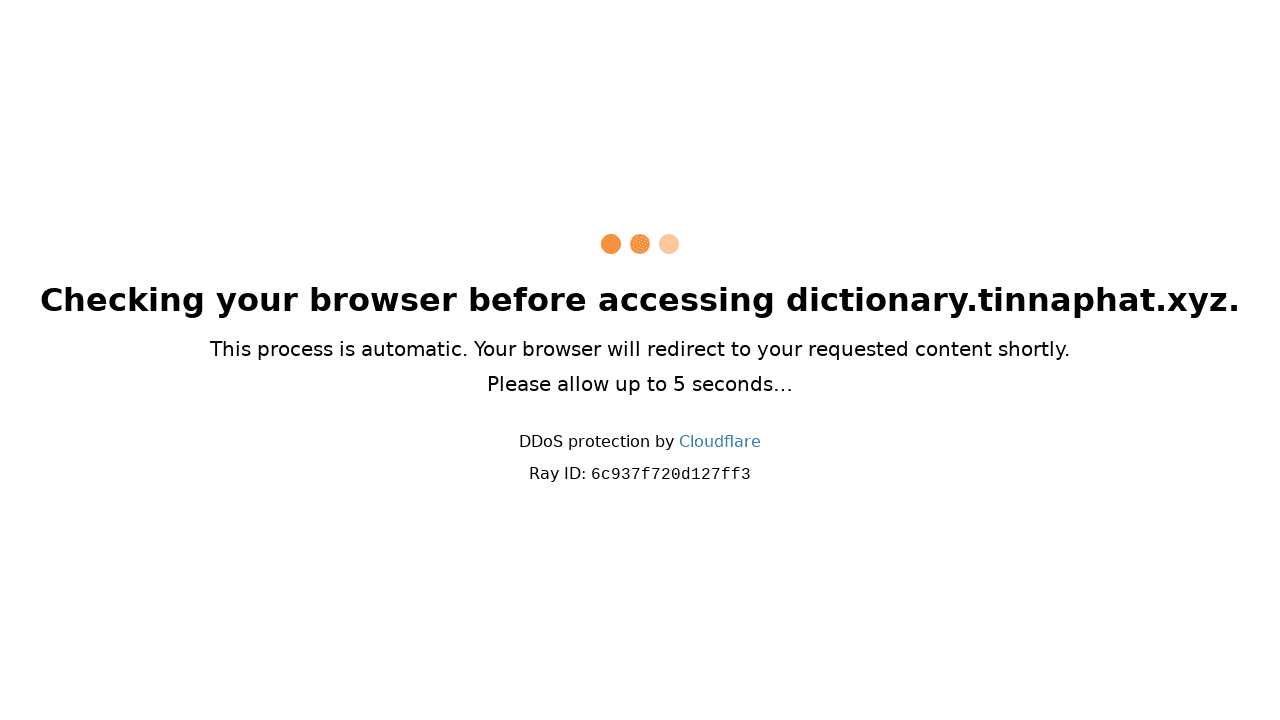 Checking your browser before accessing dictionary.tinnaphat.xyz.
This process is automatic. Your browser will redirect to your requested content shortly.
Please allow up to 5 seconds...
DDoS protection by Cloudflare
Ray ID: 6c937f720d127ff3